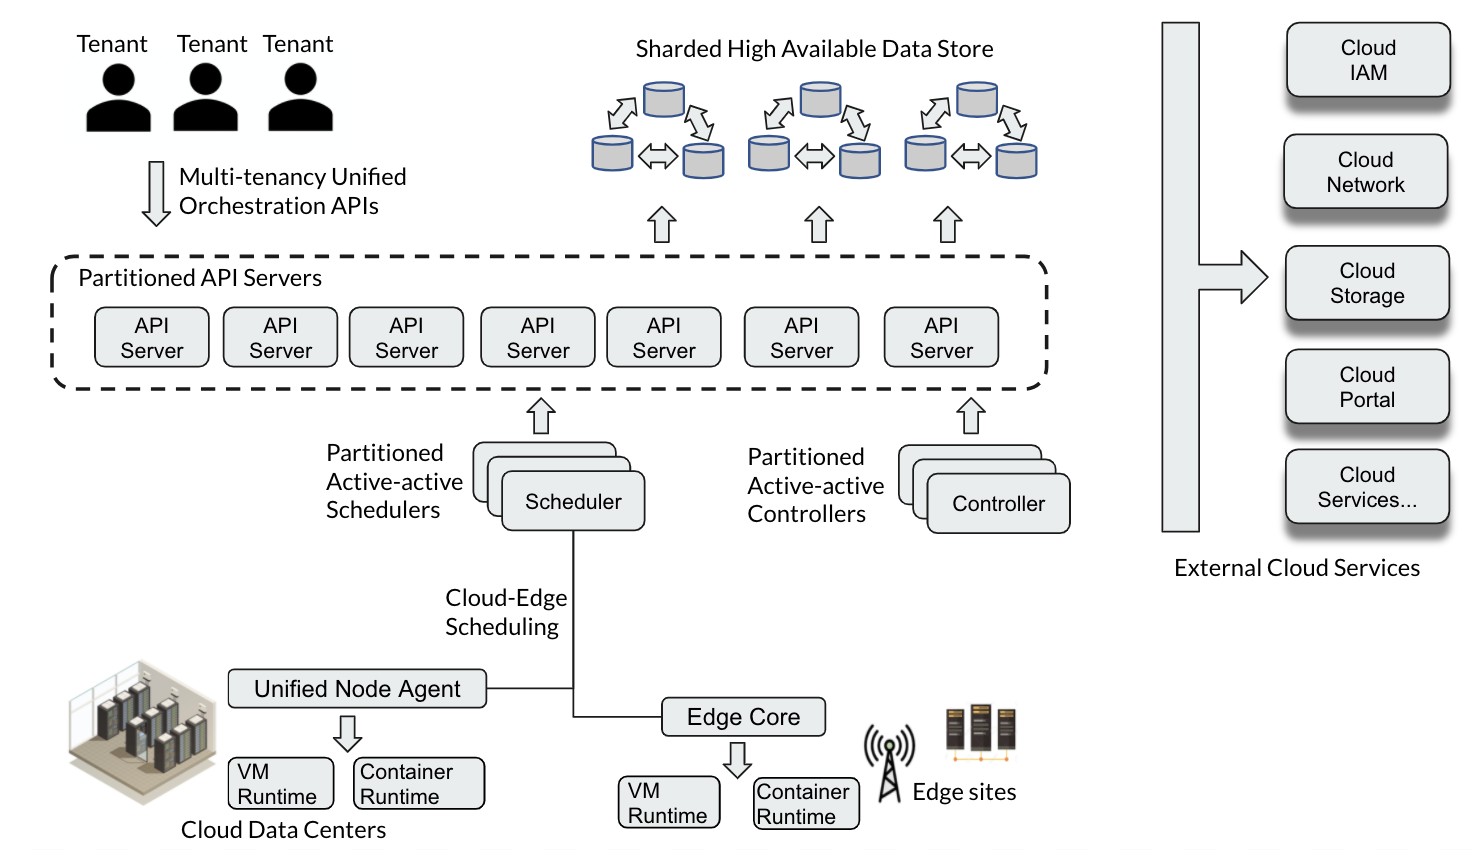 Tenant Tenant Tenant
Multi-tenancy Unified
Orchestration APIs
Sharded High Available Data Store
Partitioned API Servers
API
Server
API
Server
API
Server
API
Server
API
Server
API
Server
API
Server
Partitioned
Active-active
Schedulers
Scheduler
Partitioned
Active-active
Controllers
Controller
Cloud-Edge
Scheduling
Unified Node Agent
VM
Runtime
Container
Runtime
Cloud Data Centers
Edge Core
VM
Runtime
Container
Runtime
Edge sites
Cloud
IAM
Cloud
Network
Cloud
Storage
Cloud
Portal
Cloud
Services...
External Cloud Services